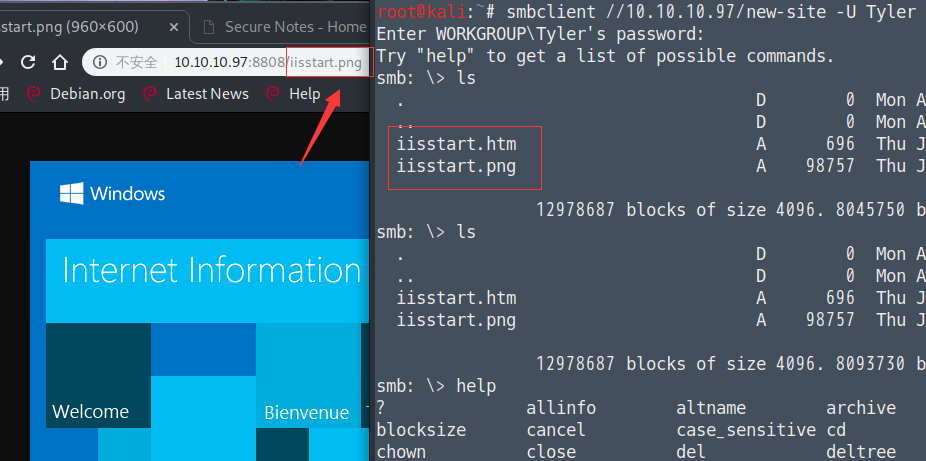 start.png (960×600)
Secure Notes - Home
不安全 10.10.10.97:8808/iisstart.png
用 Debian.org Latest News Help
Windows
Internet Information
Welcome
Bienvenue
root@kali:~# smbclient //10.10.10.97/new-site -U Tyler
Enter WORKGROUP\Tyler's password:
Try "help" to get a list of possible commands.
smb: \> ls
. D 0 Mon A
.. D 0 Mon A
iisstart.htm A 696 Thu J
iisstart.png A 98757 Thu J
12978687 blocks of size 4096. 8045750 b
smb: \> ls
. D 0 Mon A
.. D 0 Mon A
iisstart.htm A 696 Thu J
iisstart.png A 98757 Thu J
12978687 blocks of size 4096. 8093730 b
smb: \> help
? allinfo altname archive
blocksize cancel case_sensitive cd
chown close del deltree